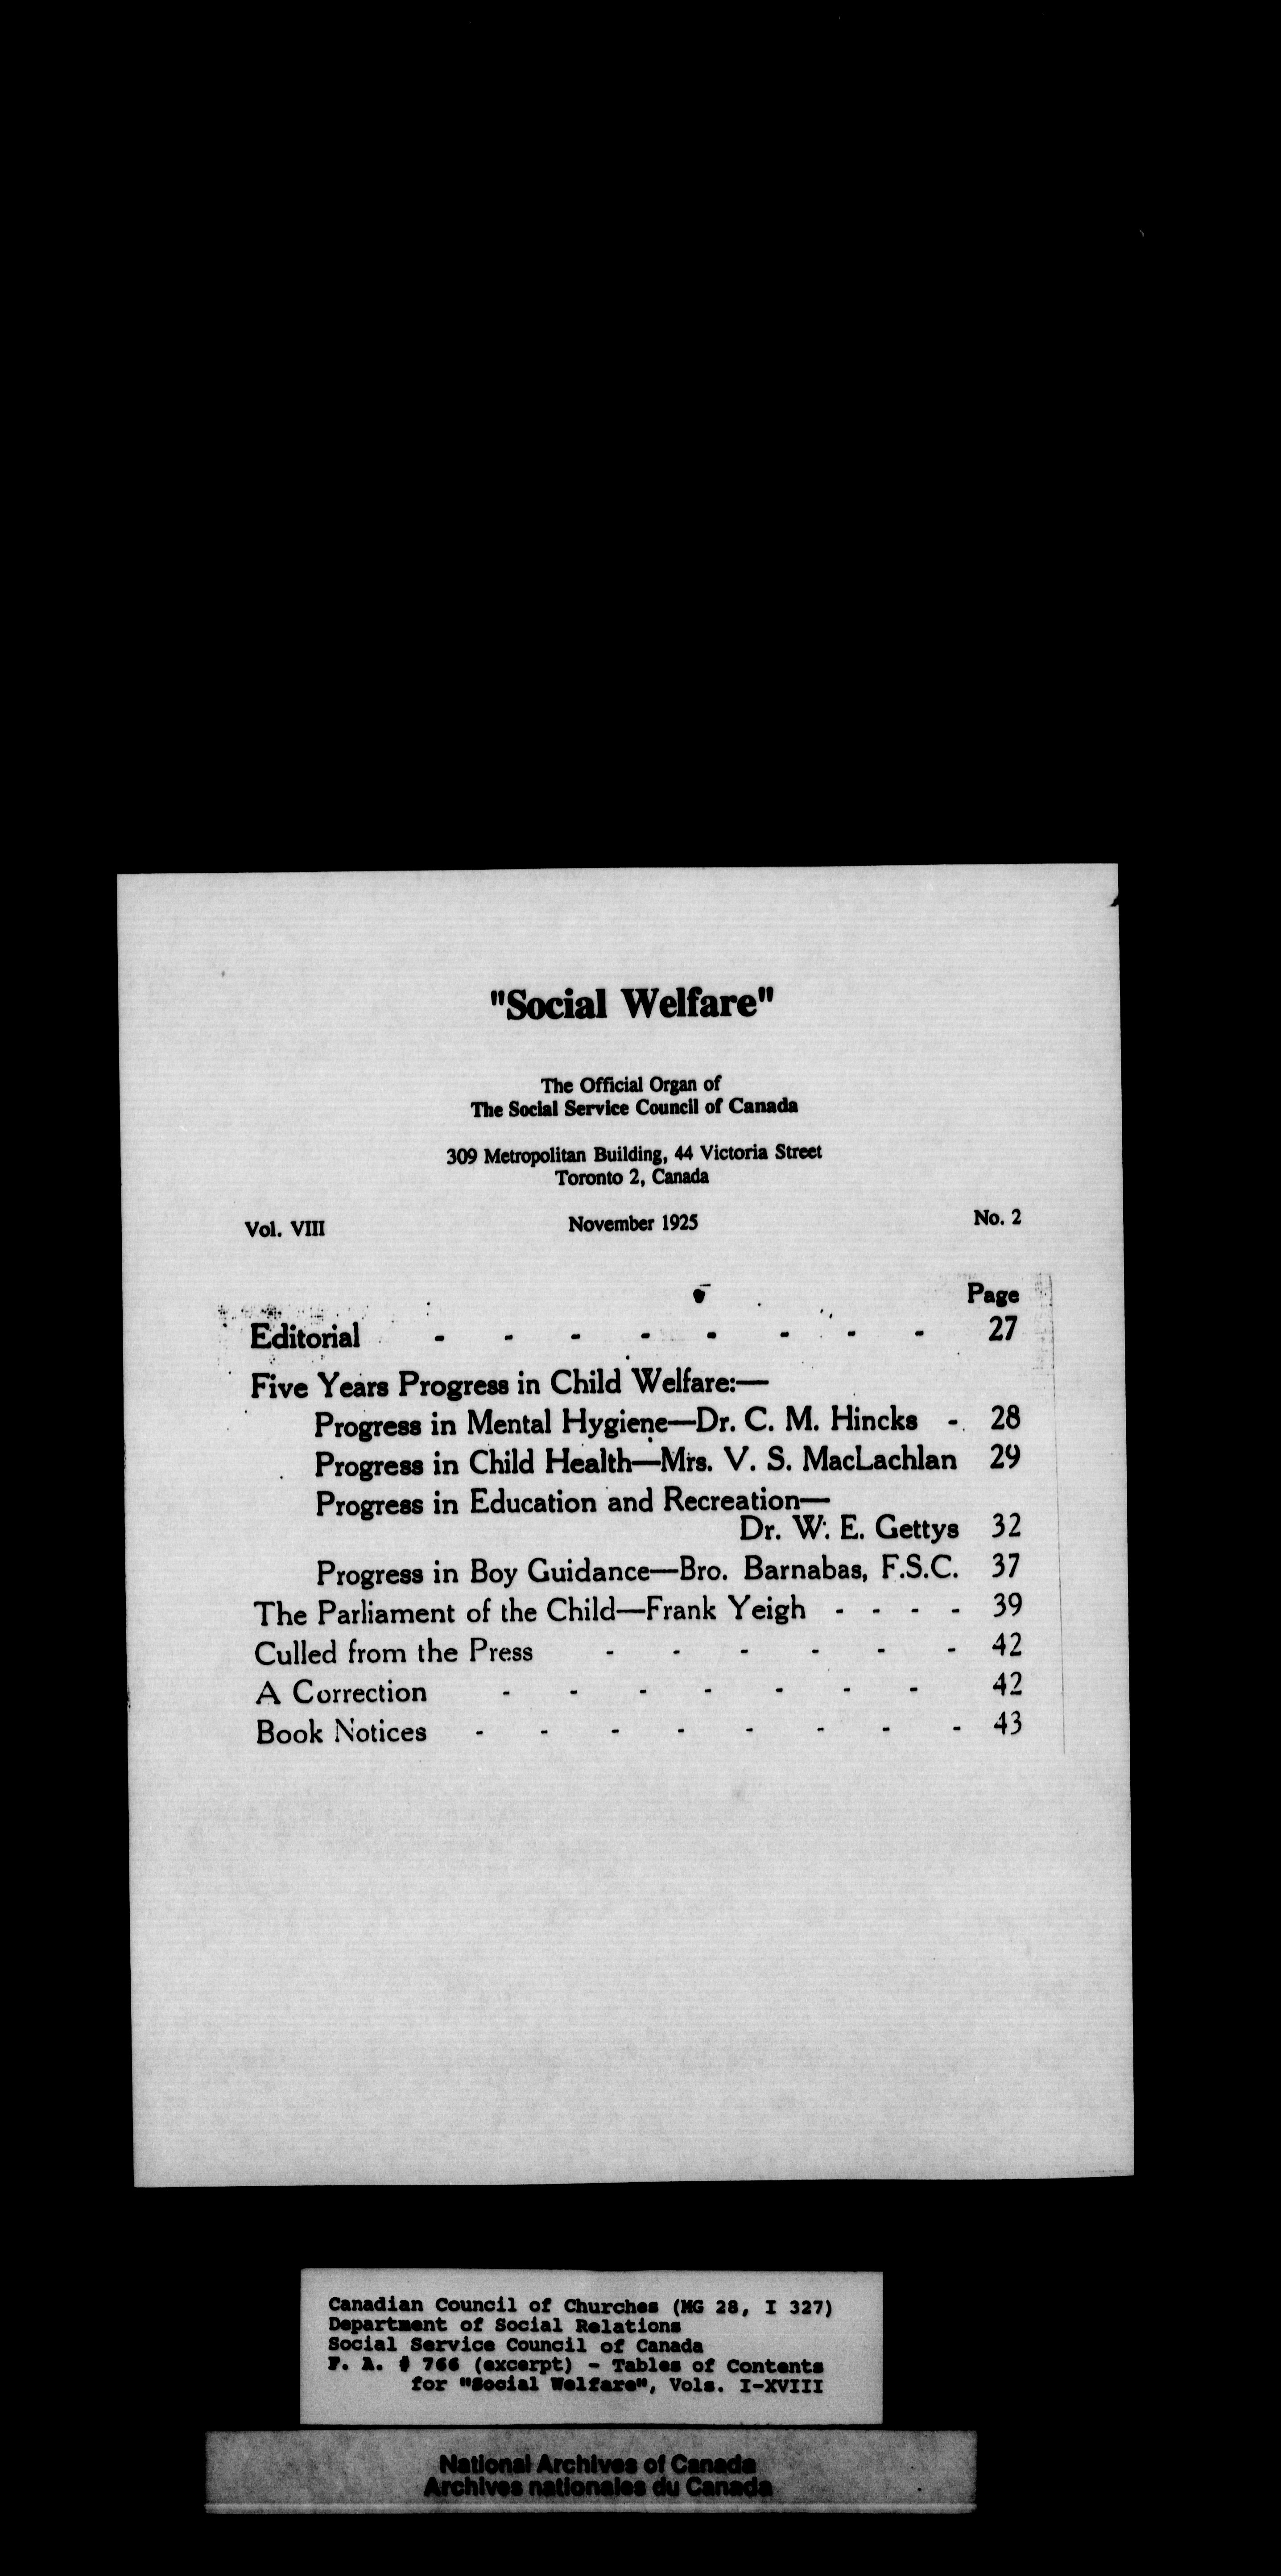 "Social Welfare"
The Official Organ of
The Social Service Council of Canada
309 Metropolitan Building, 44 Victoria Street
Toronto 2, Canada
Vol. VIII November 1925 No. 2
Page
Editorial - - - - - - - - 27
Five Years Progress in Child Welfare:—
Progress in Mental Hygiene—Dr. C. M. Hincks - 28
Progress in Child Health—Mrs. V. S. MacLachlan 29
Progress in Education and Recreation—
Dr. W. E. Gettys 32
Progress in Boy Guidance—Bro. Barnabas, F.S.C. 37
The Parliament of the Child—Frank Yeigh - - - - 39
Culled from the Press - - - - - - 42
A Correction - - - - - - - 42
Book Notices - - - - - - - - 43
Canadian Council of Churches (MG 28, I 327)
Department of Social Relations
Social Service Council of Canada
F. A. # 766 (excerpt) - Tables of Contents
for "Social Welfare", Vols. I-XVIII
National Archives of Canada
Archives nationales du Canada